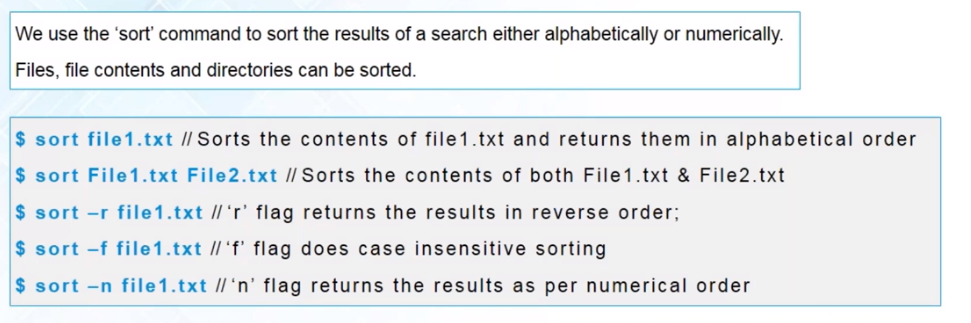 We use the ‘sort’ command to sort the results of a search either alphabetically or numerically.
Files, file contents and directories can be sorted.
$ sort file1.txt // Sorts the contents of file1.txt and returns them in alphabetical order
$ sort File1.txt File2.txt // Sorts the contents of both File1.txt & File2.txt
$ sort –r file1.txt // ‘r’ flag returns the results in reverse order;
$ sort –f file1.txt // ‘f’ flag does case insensitive sorting
$ sort –n file1.txt // ‘n’ flag returns the results as per numerical order